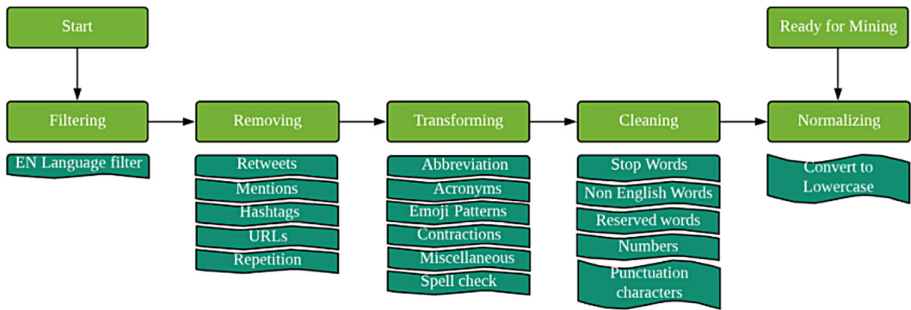 Start
Ready for Mining
Filtering
Removing
Transforming
Cleaning
Normalizing
EN Language filter
Retweets
Mentions
Hashtags
URLs
Repetition
Abbreviation
Acronyms
Emoji Patterns
Contractions
Miscellaneous
Spell check
Stop Words
Non English Words
Reserved words
Numbers
Punctuation
characters
Convert to
Lowercase